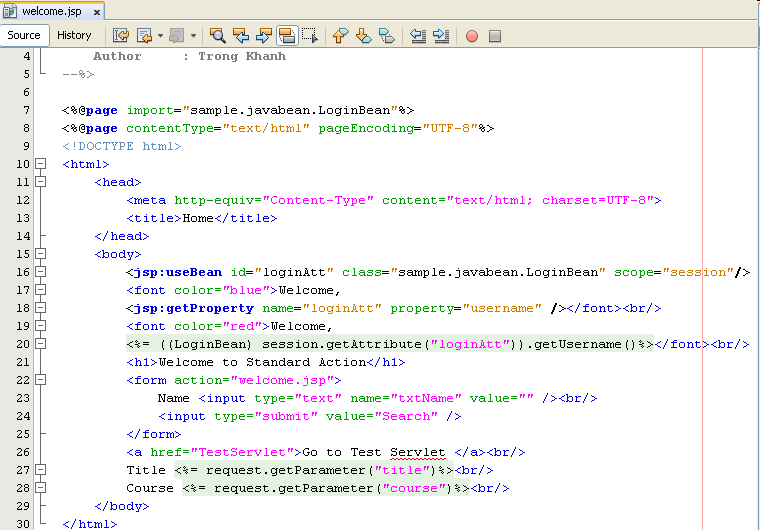 welcome.jsp
Source History
4 Author : Trong Khanh
5 --%>
6
7 <%@page import="sample.javabean.LoginBean"%>
8 <%@page contentType="text/html" pageEncoding="UTF-8"%>
9 <!DOCTYPE html>
10 <html>
11 <head>
12 <meta http-equiv="Content-Type" content="text/html; charset=UTF-8">
13 <title>Home</title>
14 </head>
15 <body>
16 <jsp:useBean id="loginAtt" class="sample.javabean.LoginBean" scope="session"/>
17 <font color="blue">Welcome,
18 <jsp:getProperty name="loginAtt" property="username" /></font><br/>
19 <font color="red">Welcome,
20 <%= ((LoginBean) session.getAttribute("loginAtt")).getUsername()%></font><br/>
21 <h1>Welcome to Standard Action</h1>
22 <form action="welcome.jsp">
23 Name <input type="text" name="txtName" value="" /><br/>
24 <input type="submit" value="Search" />
25 </form>
26 <a href="TestServlet">Go to Test Servlet </a><br/>
27 Title <%= request.getParameter("title")%><br/>
28 Course <%= request.getParameter("course")%><br/>
29 </body>
30 </html>